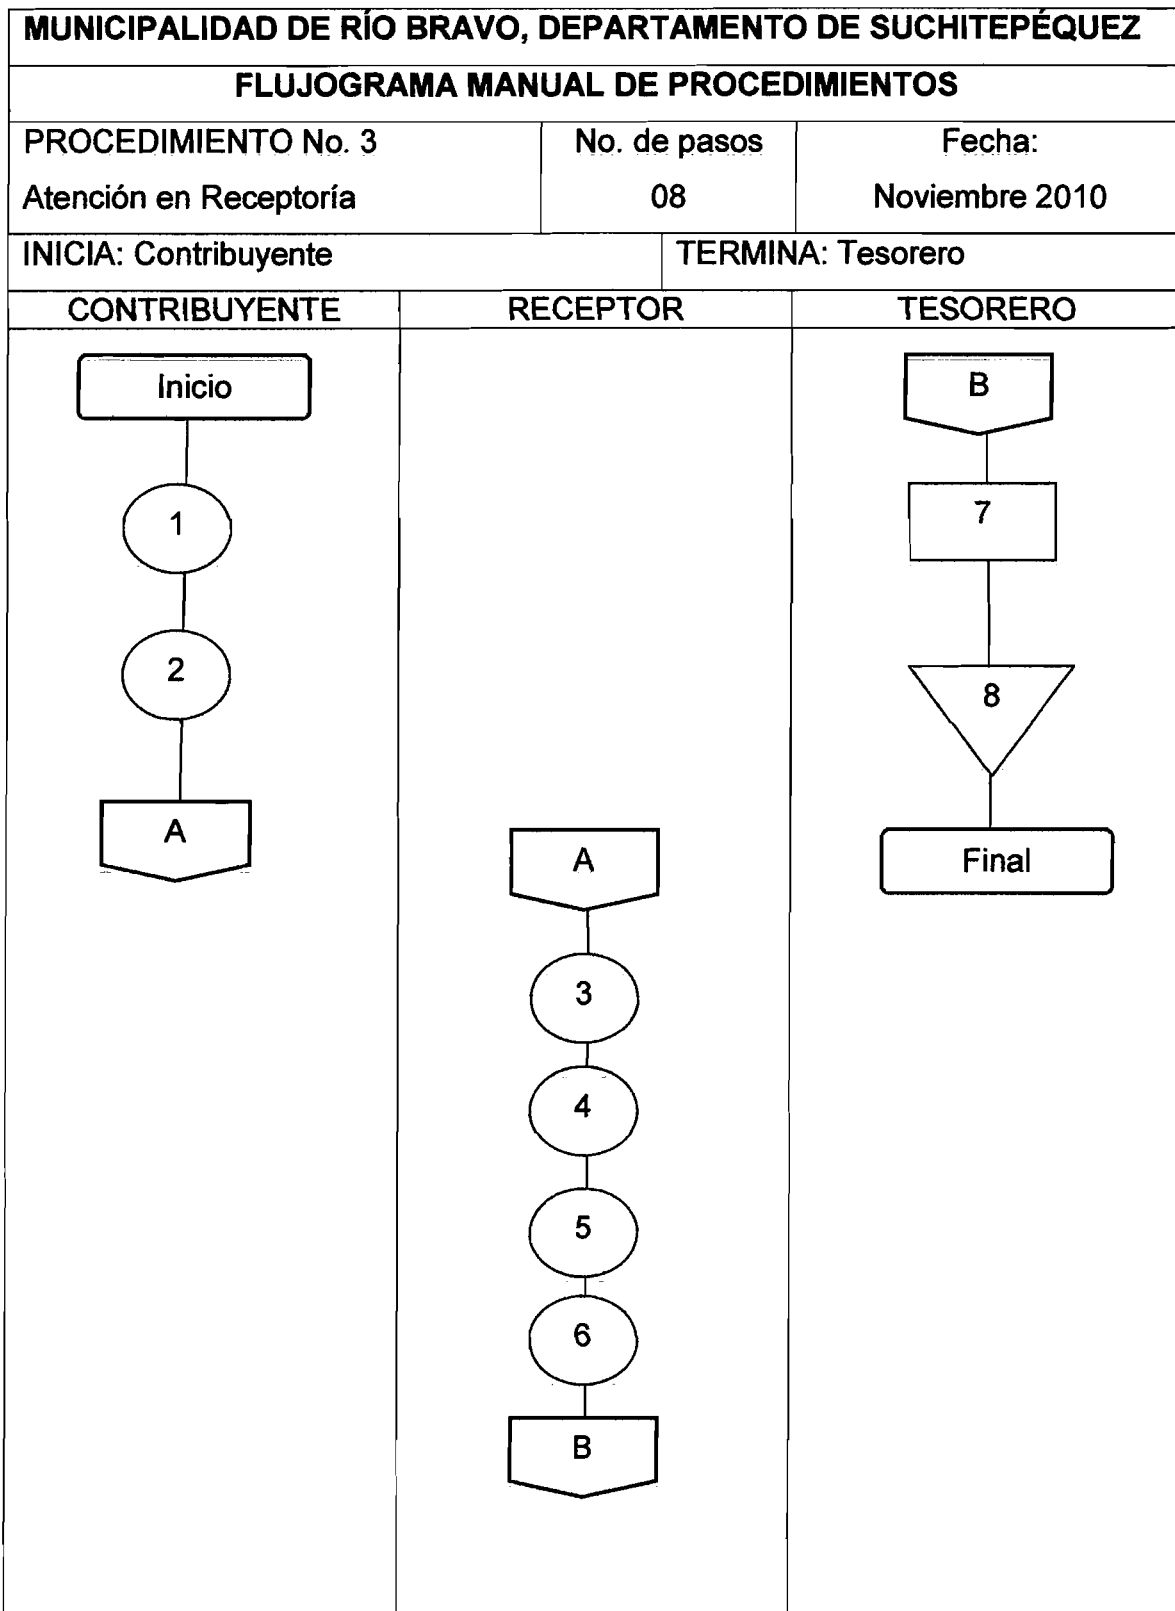 MUNICIPALIDAD DE RÍO BRAVO, DEPARTAMENTO DE SUCHITEPÉQUEZ
FLUJOGRAMA MANUAL DE PROCEDIMIENTOS
PROCEDIMIENTO No. 3
Atención en Receptoría
No. de pasos
08
Fecha:
Noviembre 2010
INICIA: Contribuyente
TERMINA: Tesorero
CONTRIBUYENTE
RECEPTOR
TESORERO
Inicio
1
2
A
A
3
4
5
6
B
B
7
8
Final